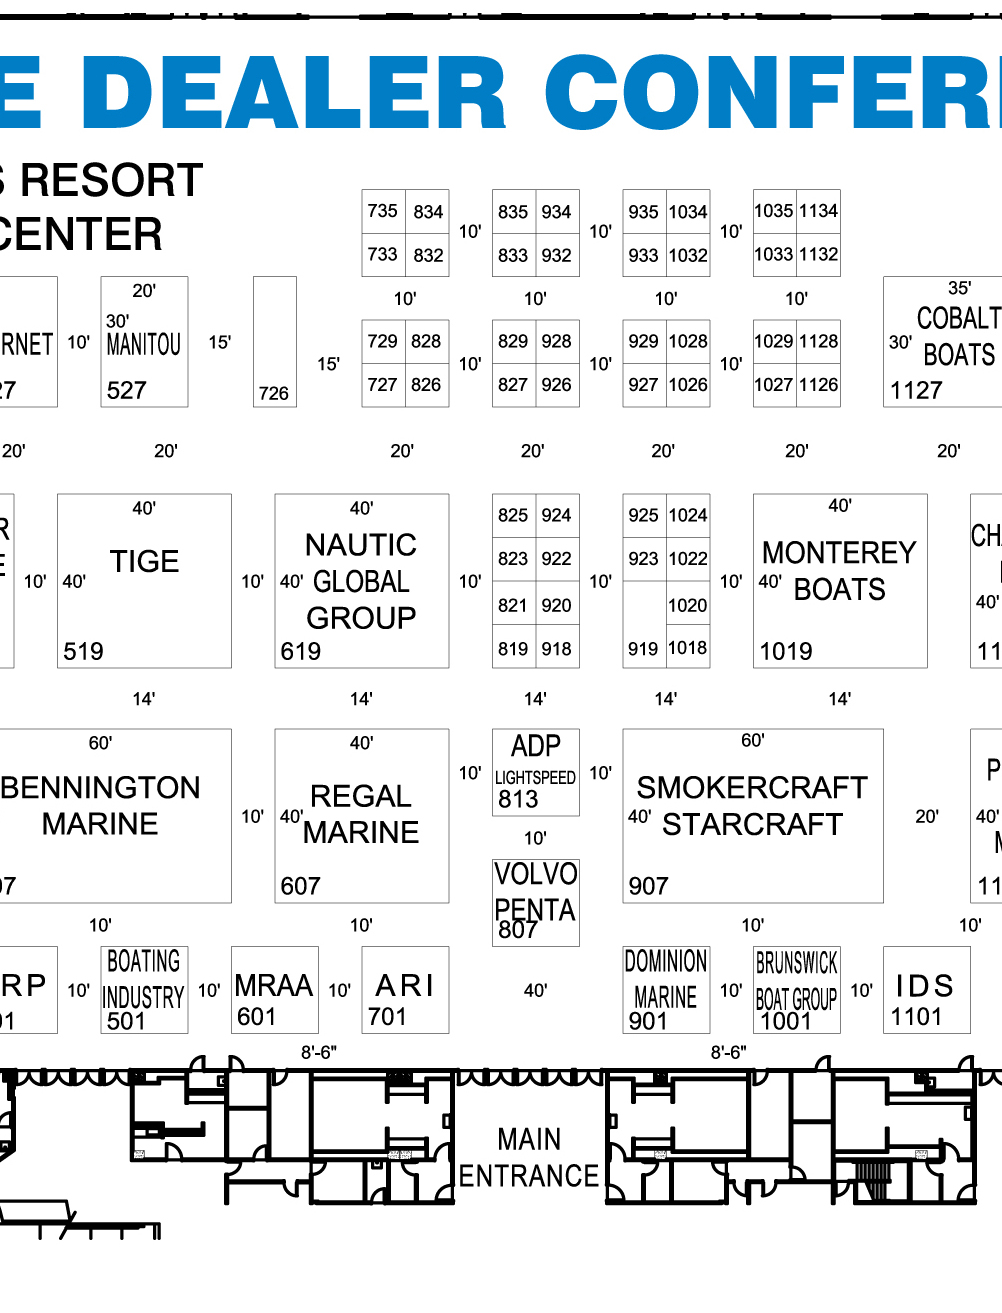 E DEALER CONFER
S RESORT
CENTER
735 834 835 934 935 1034 1035 1134
10' 10' 10'
733 832 833 932 933 1032 1033 1132
20' 10' 10' 10' 10' 35'
30' COBALT
RNET 10' MANITOU 15' 729 828 829 928 929 1028 1029 1128 30' BOATS
15' 10' 10' 10'
27 527 726 727 826 827 926 927 1026 1027 1126 1127
20' 20' 20' 20' 20' 20' 20'
40' 40' 825 924 925 1024 40'
R TIGE NAUTIC 823 922 923 1022 MONTEREY CHA
E 10' 40' 10' 40' GLOBAL 10' 10' 10' 40' BOATS
GROUP 821 920 1020 40'
519 619 819 918 919 1018 1019 11
14' 14' 14' 14' 14'
60' 40' ADP 60'
BENNINGTON REGAL 10' LIGHTSPEED 10' SMOKERCRAFT P
MARINE 10' 40' MARINE 813 40' STARCRAFT 20' 40'
10' M
07 607 VOLVO 907 11
PENTA
10' 10' 807 10' 10'
BOATING DOMINION BRUNSWICK
RP 10' INDUSTRY 10' MRAA 10' ARI 40' MARINE 10' BOAT GROUP 10' IDS
01 501 601 701 901 1001 1101
8'-6" 8'-6"
MAIN
ENTRANCE